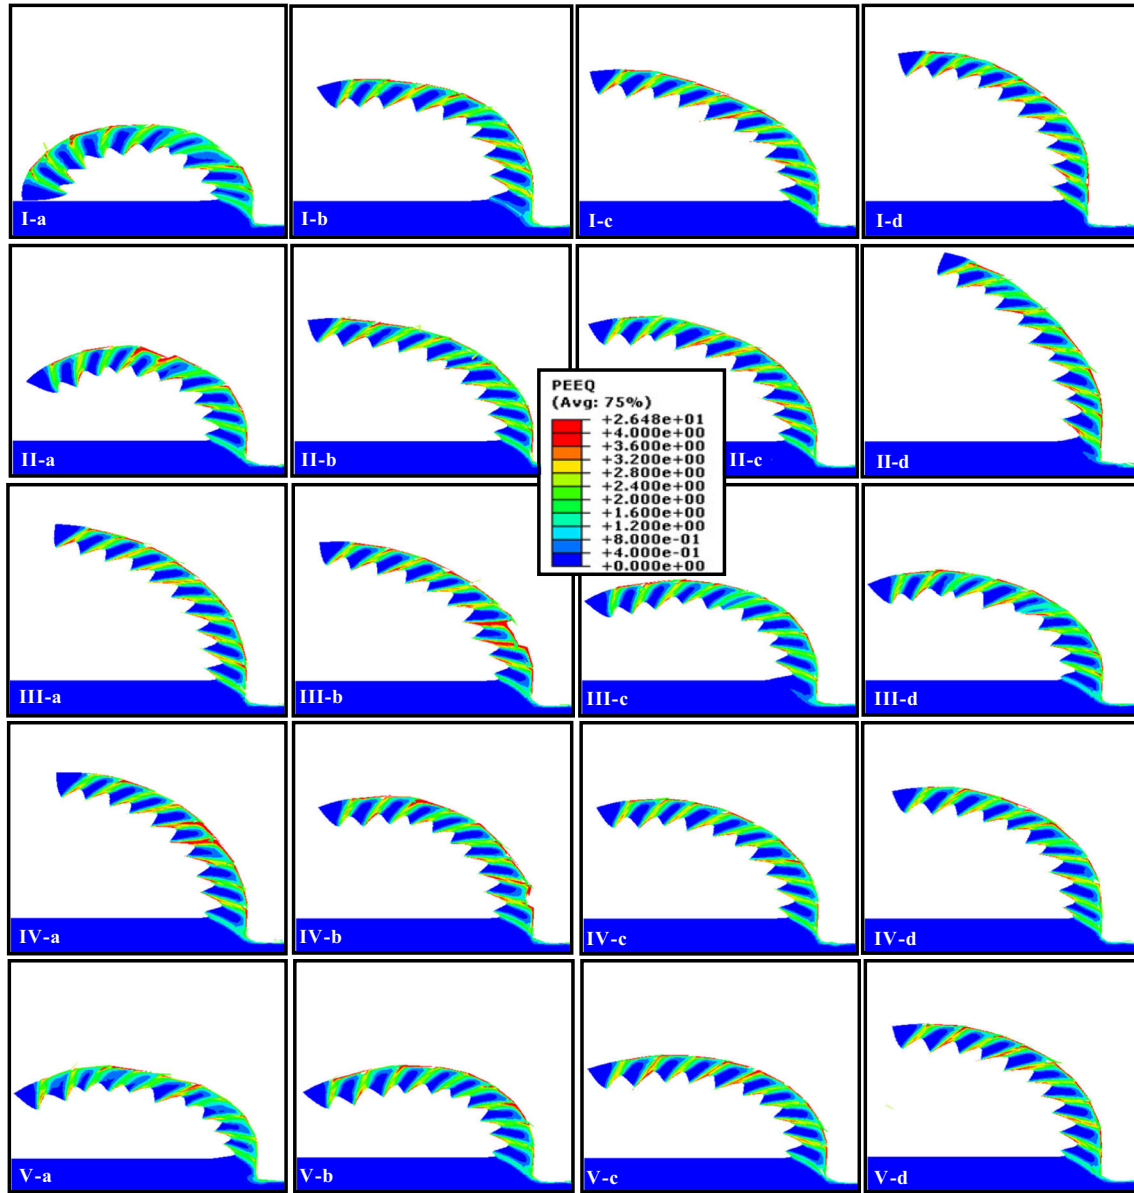 I-a
I-b
I-c
I-d
II-a
II-b
II-c
II-d
PEEQ
(Avg: 75%)
+2.648e+01
+4.000e+00
+3.600e+00
+3.200e+00
+2.800e+00
+2.400e+00
+2.000e+00
+1.600e+00
+1.200e+00
+8.000e-01
+4.000e-01
+0.000e+00
III-a
III-b
III-c
III-d
IV-a
IV-b
IV-c
IV-d
V-a
V-b
V-c
V-d